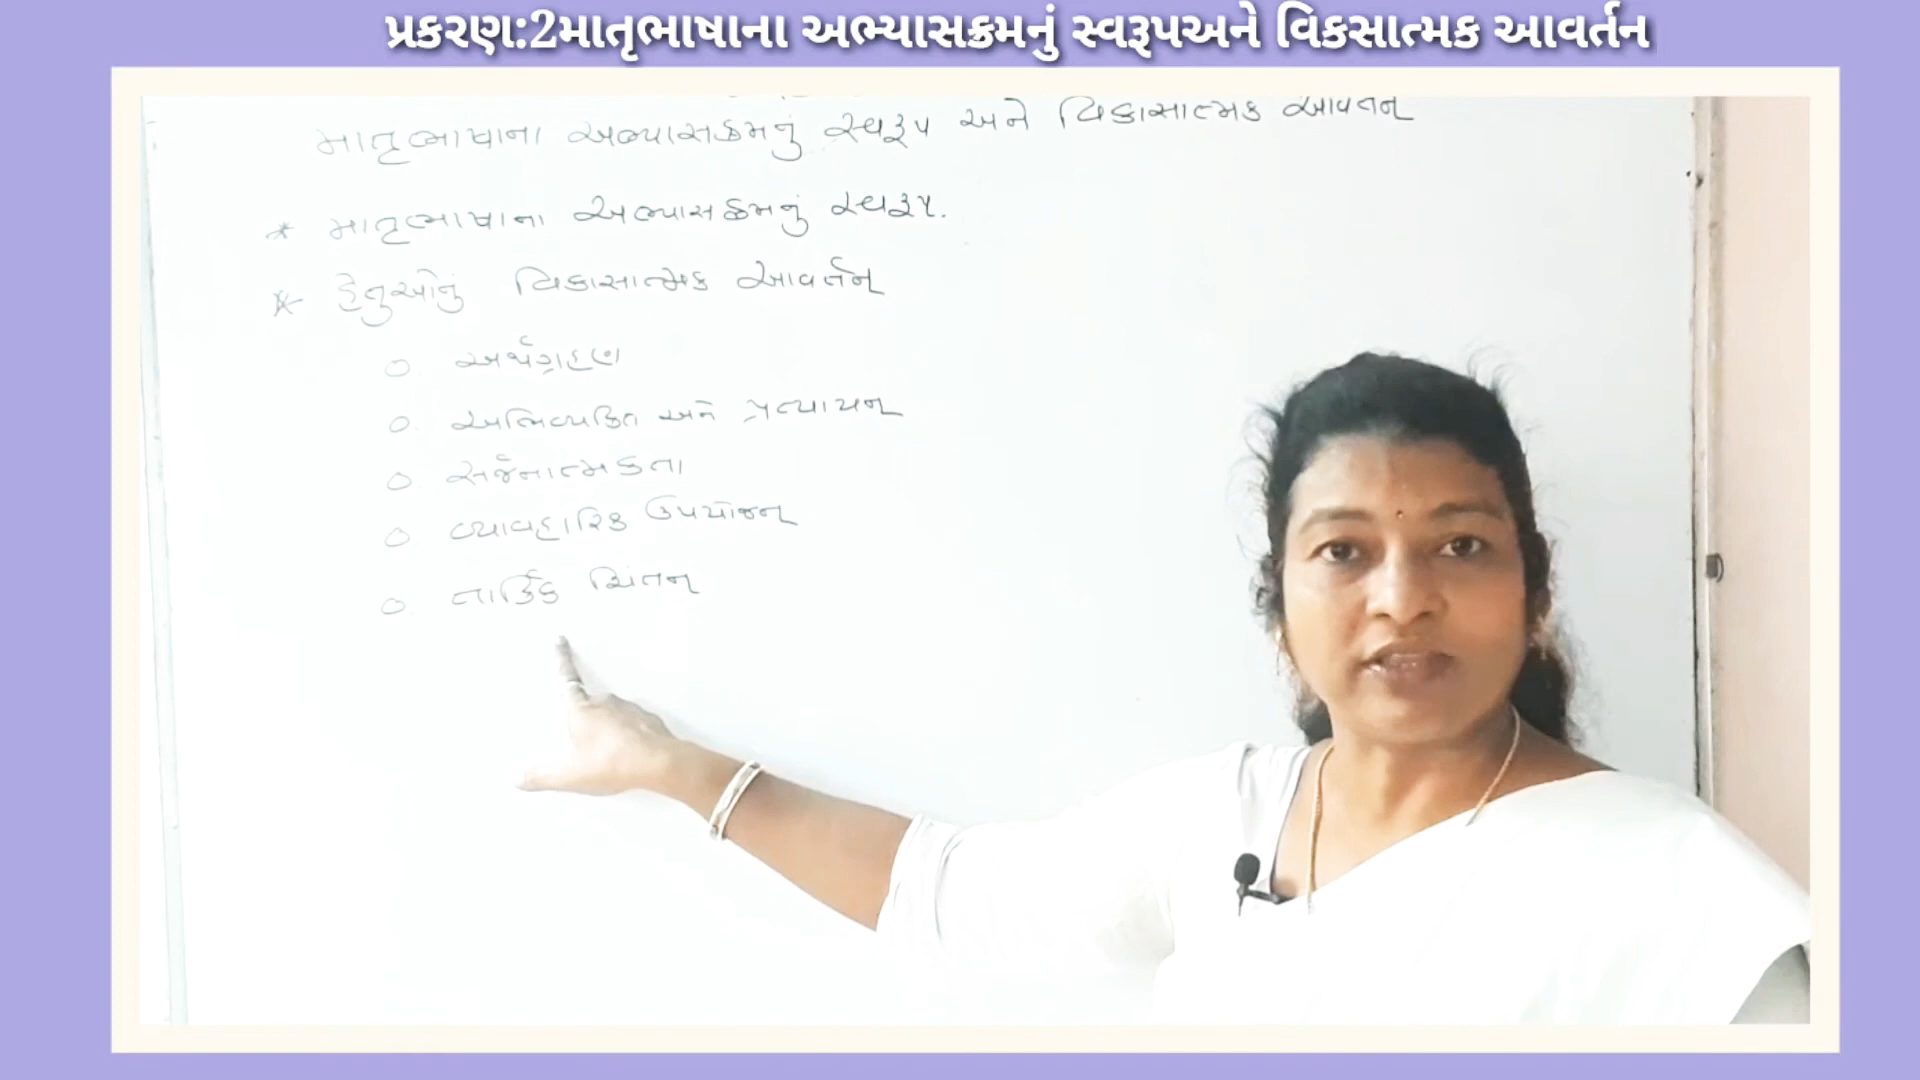 પ્રકરણ:2માતૃભાષાના અભ્યાસક્રમનું સ્વરૂપઅને વિકસાત્મક આવર્તન
માતૃભાષાના અભ્યાસક્રમનું સ્વરૂપ અને વિકાસાત્મક આવર્તન
* માતૃભાષાના અભ્યાસક્રમનું સ્વરૂપ.
* હેતુઓનું વિકાસાત્મક આવર્તન
○ અર્થગ્રહણ
○ અભિવ્યકિત અને પ્રત્યાયન
○ સર્જનાત્મકતા
○ વ્યાવહારિક ઉપયોજન
○ તાર્કિક ચિંતન